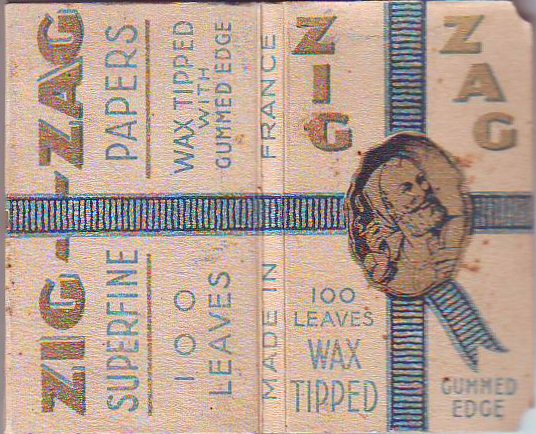 ZIG-ZAG
SUPERFINE PAPERS
100 LEAVES
WAX TIPPED
WITH
GUMMED EDGE
MADE IN FRANCE
ZIG
ZAG
100
LEAVES
WAX
TIPPED
GUMMED
EDGE